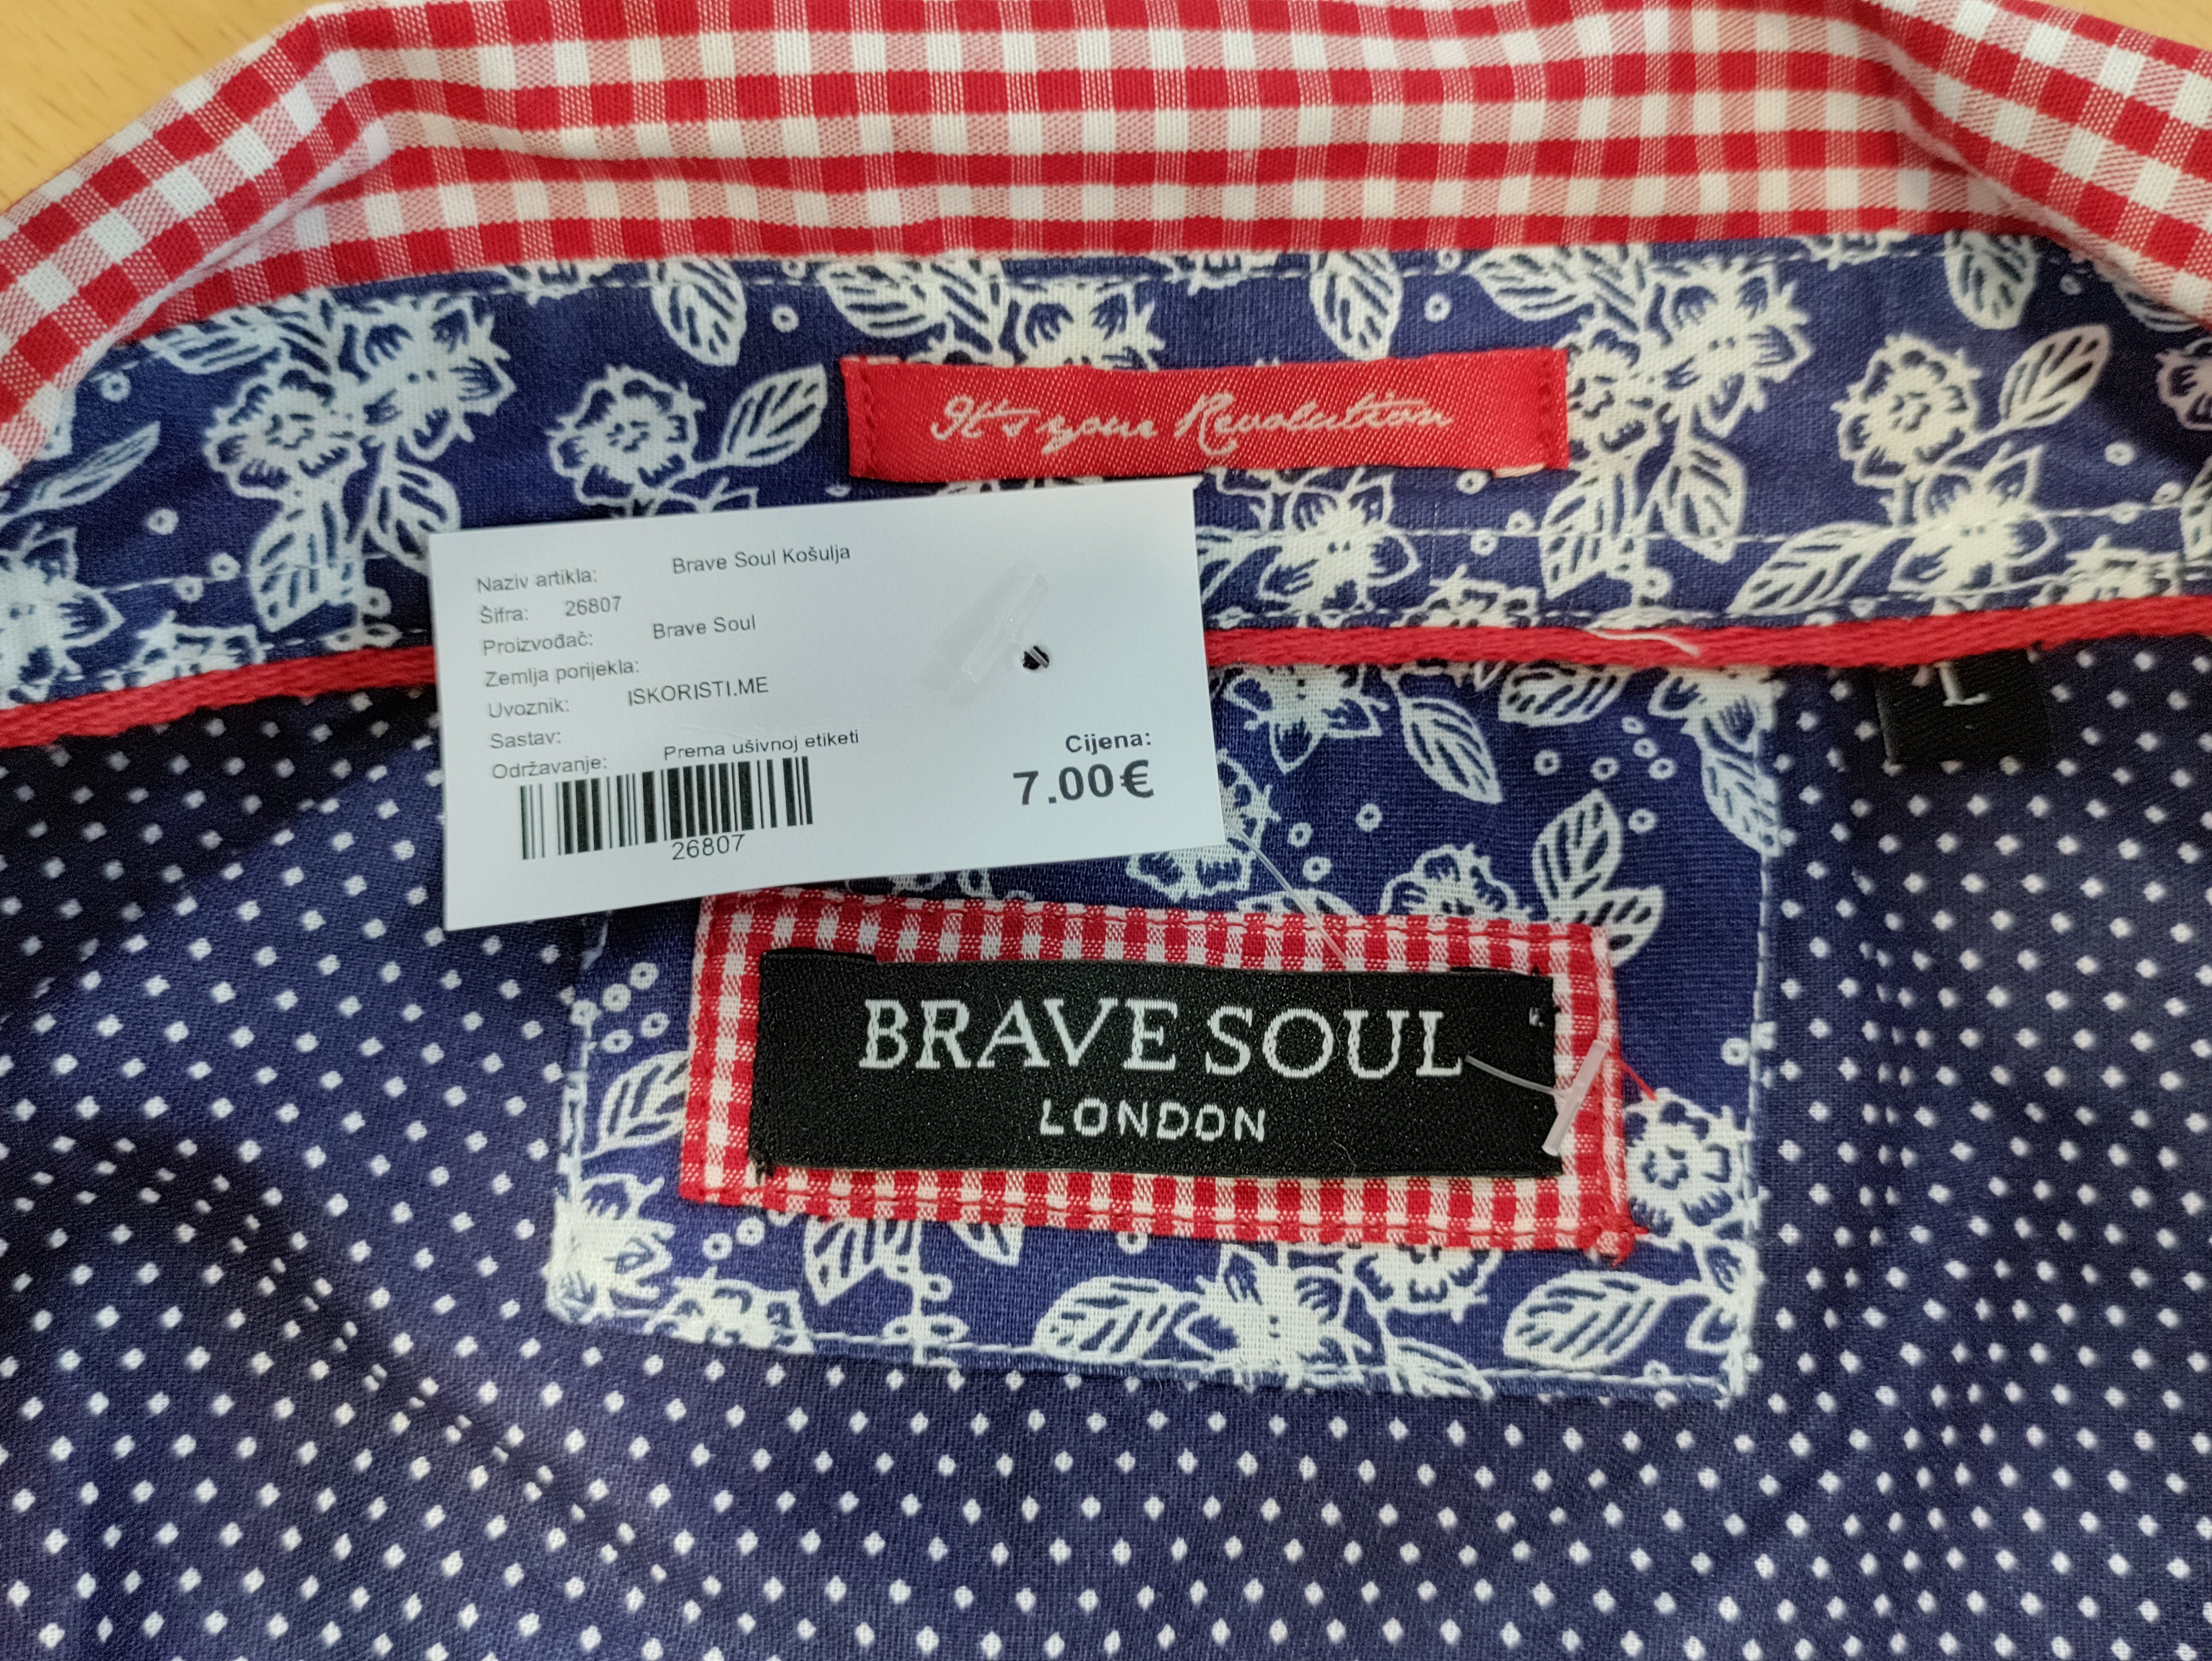 It's your Revolution
Naziv artikla: Brave Soul Košulja
Šifra: 26807
Proizvođač: Brave Soul
Zemlja porijekla:
Uvoznik: ISKORISTI.ME
Sastav:
Održavanje: Prema ušivnoj etiketi
26807
Cijena:
7.00€
L
BRAVE SOUL
LONDON